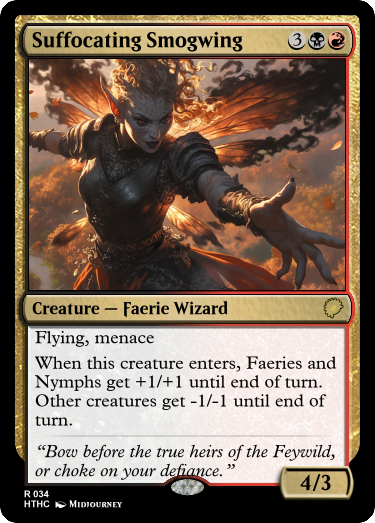 Suffocating Smogwing 3
Creature — Faerie Wizard
Flying, menace
When this creature enters, Faeries and
Nymphs get +1/+1 until end of turn.
Other creatures get -1/-1 until end of
turn.
“Bow before the true heirs of the Feywild,
or choke on your defiance.”
4/3
R 034
HTHC Midjourney